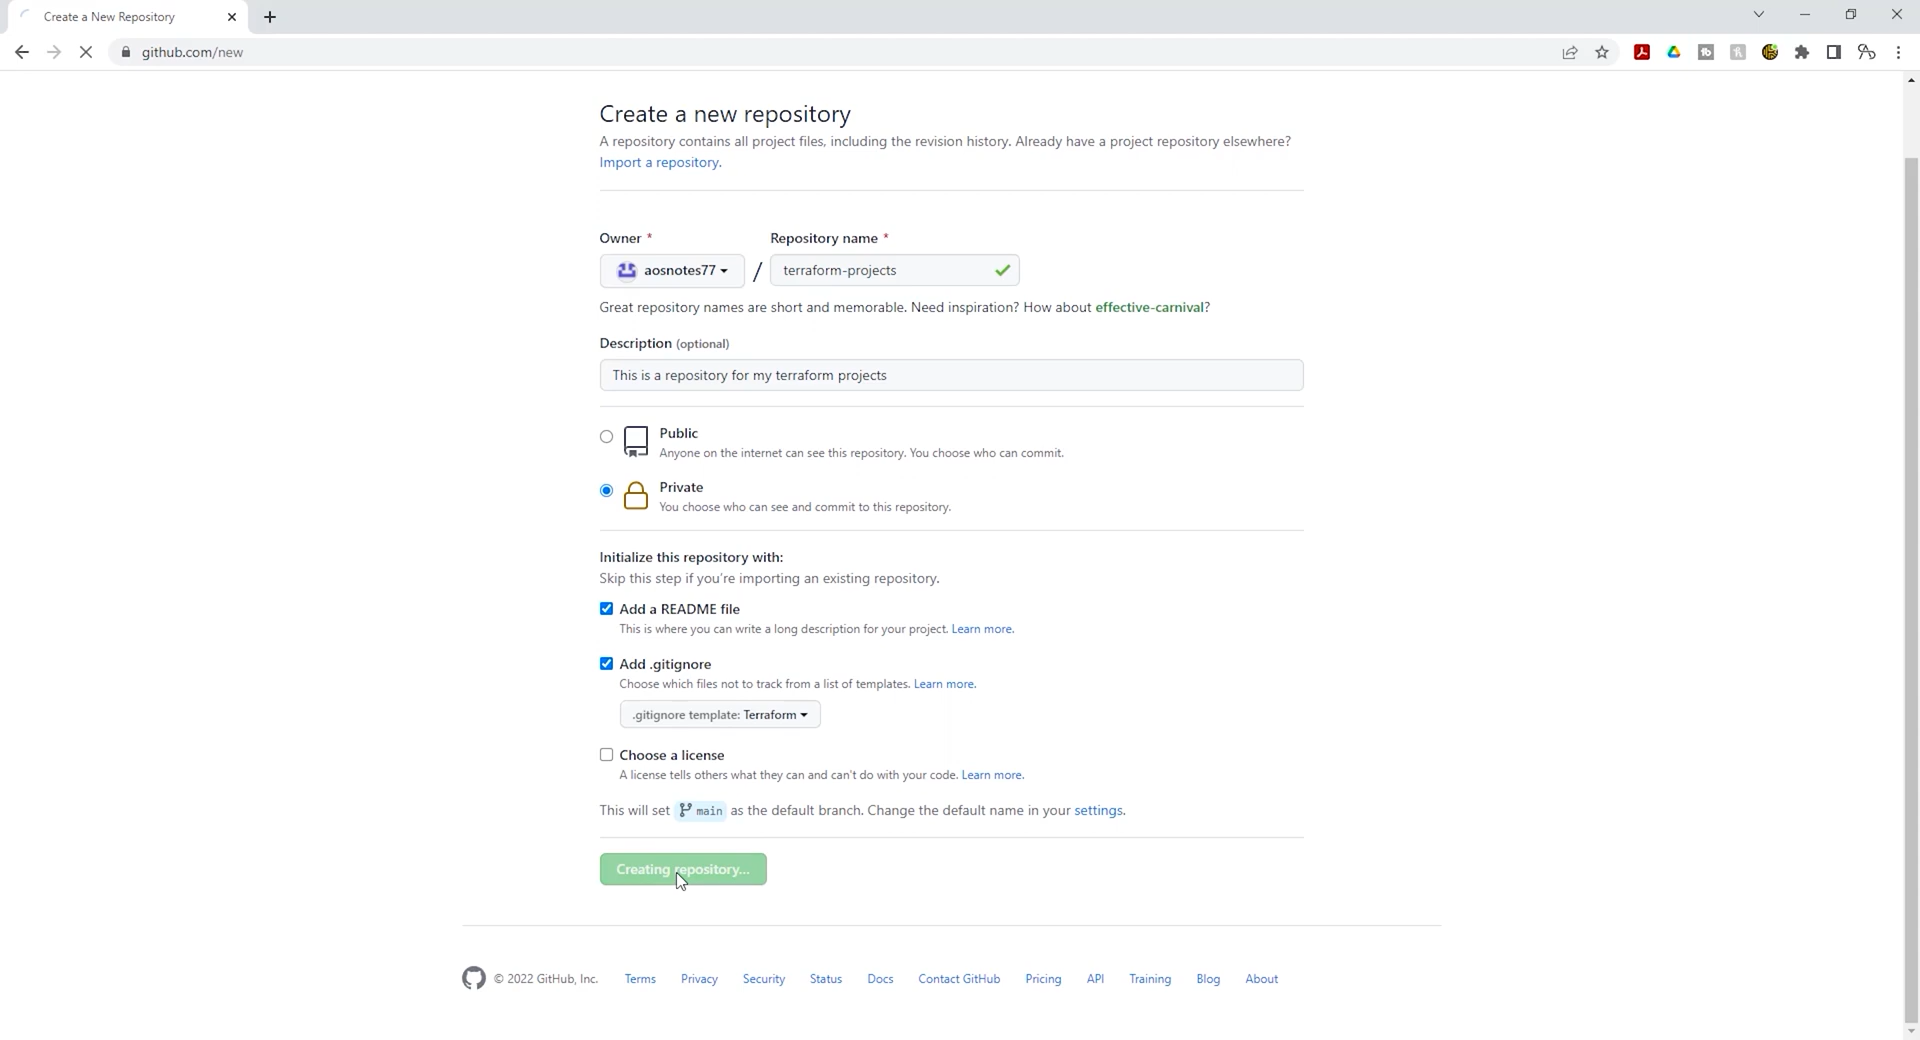 Create a New Repository
github.com/new
Create a new repository
A repository contains all project files, including the revision history. Already have a project repository elsewhere?
Import a repository.
Owner * Repository name *
aosnotes77 / terraform-projects
Great repository names are short and memorable. Need inspiration? How about effective-carnival?
Description (optional)
This is a repository for my terraform projects
Public
Anyone on the internet can see this repository. You choose who can commit.
Private
You choose who can see and commit to this repository.
Initialize this repository with:
Skip this step if you're importing an existing repository.
Add a README file
This is where you can write a long description for your project. Learn more.
Add .gitignore
Choose which files not to track from a list of templates. Learn more.
.gitignore template: Terraform
Choose a license
A license tells others what they can and can't do with your code. Learn more.
This will set main as the default branch. Change the default name in your settings.
Creating repository...
© 2022 GitHub, Inc. Terms Privacy Security Status Docs Contact GitHub Pricing API Training Blog About